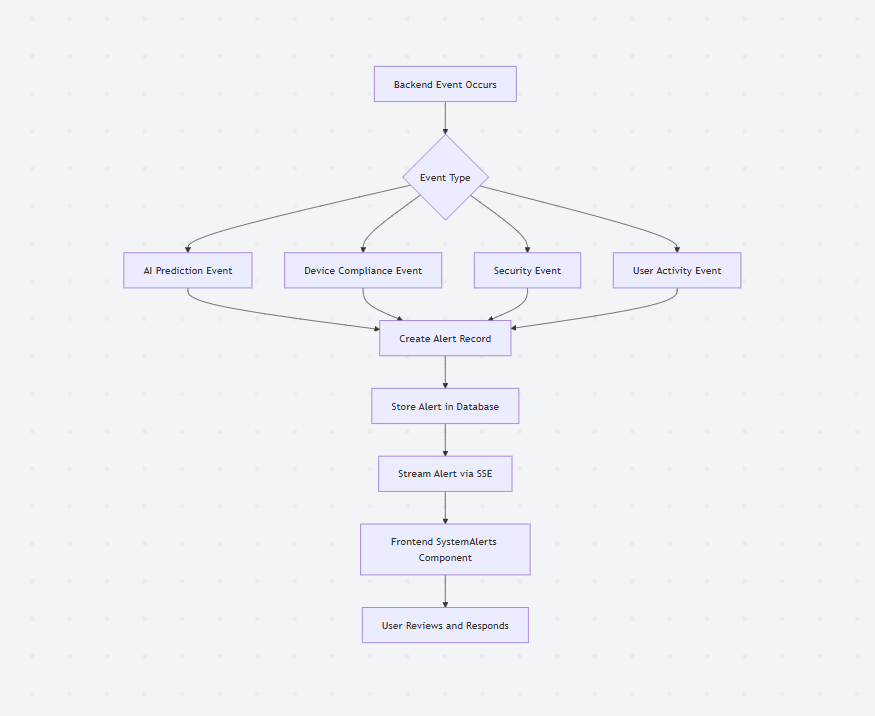 Backend Event Occurs
Event Type
AI Prediction Event
Device Compliance Event
Security Event
User Activity Event
Create Alert Record
Store Alert in Database
Stream Alert via SSE
Frontend SystemAlerts
Component
User Reviews and Responds